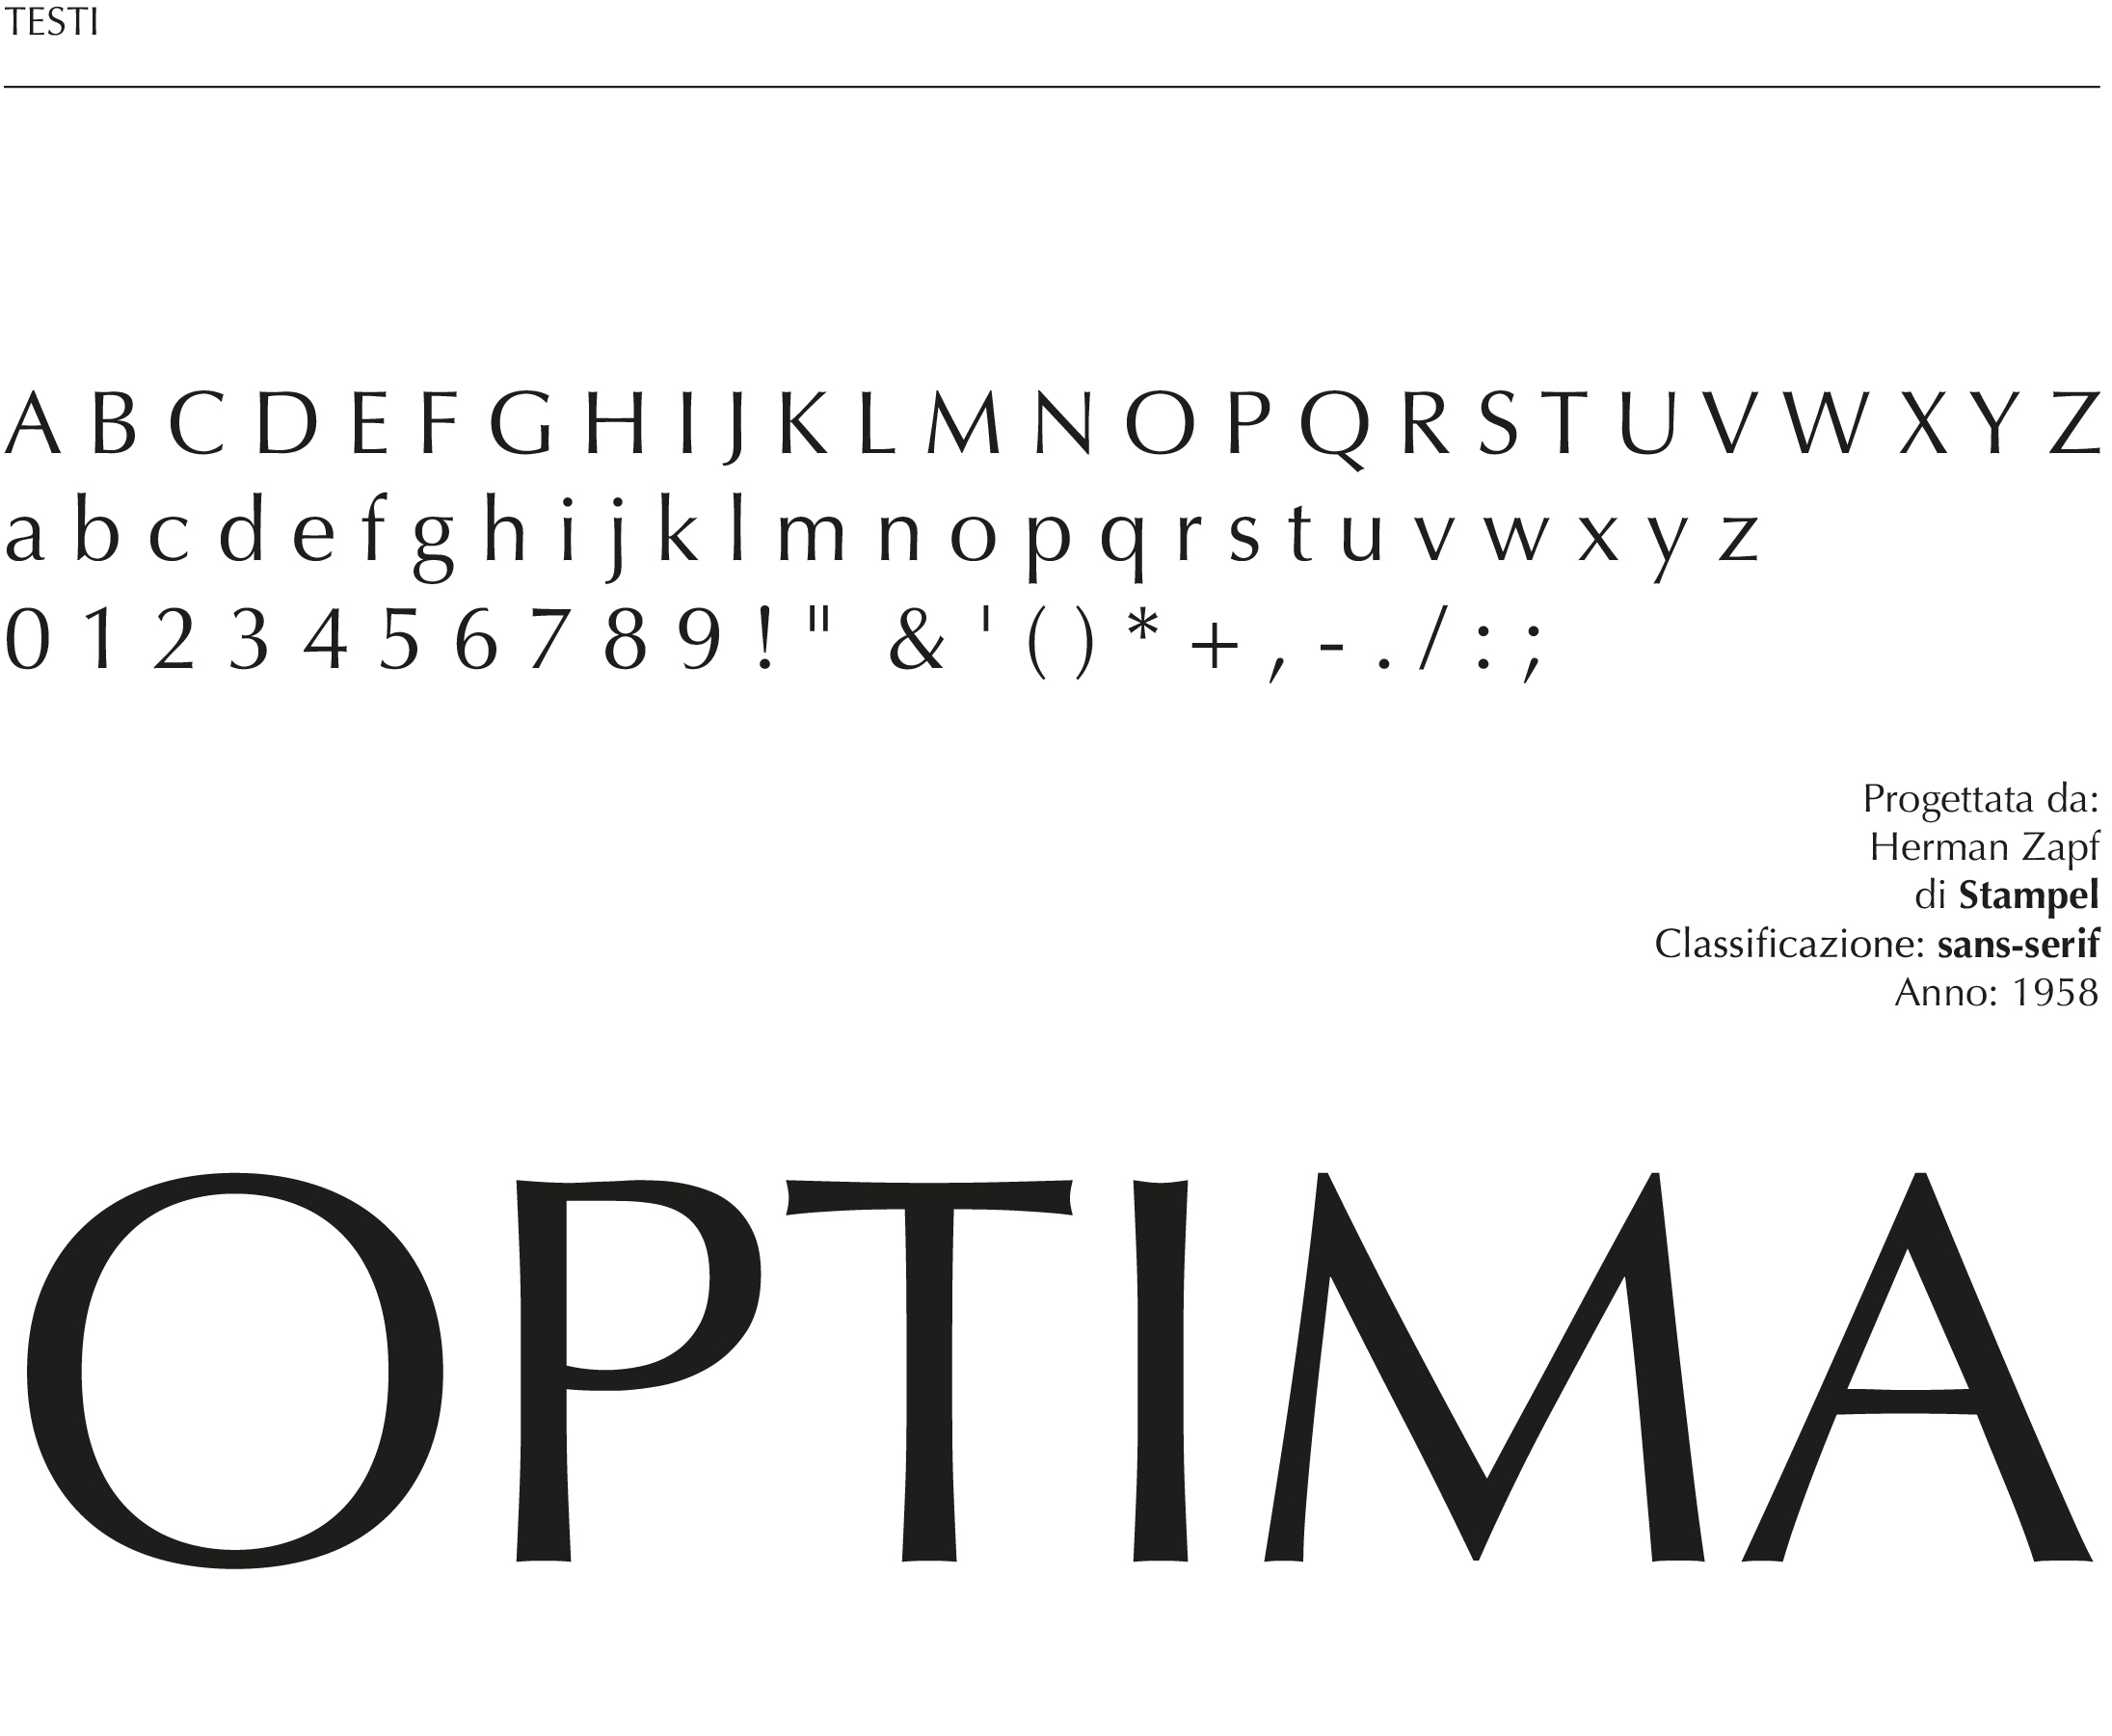 TESTI
A B C D E F G H I J K L M N O P Q R S T U V W X Y Z
a b c d e f g h i j k l m n o p q r s t u v w x y z
0 1 2 3 4 5 6 7 8 9 ! " & ' ( ) * + , - . / : ;
Progettata da:
Herman Zapf
di Stampel
Classificazione: sans-serif
Anno: 1958
OPTIMA